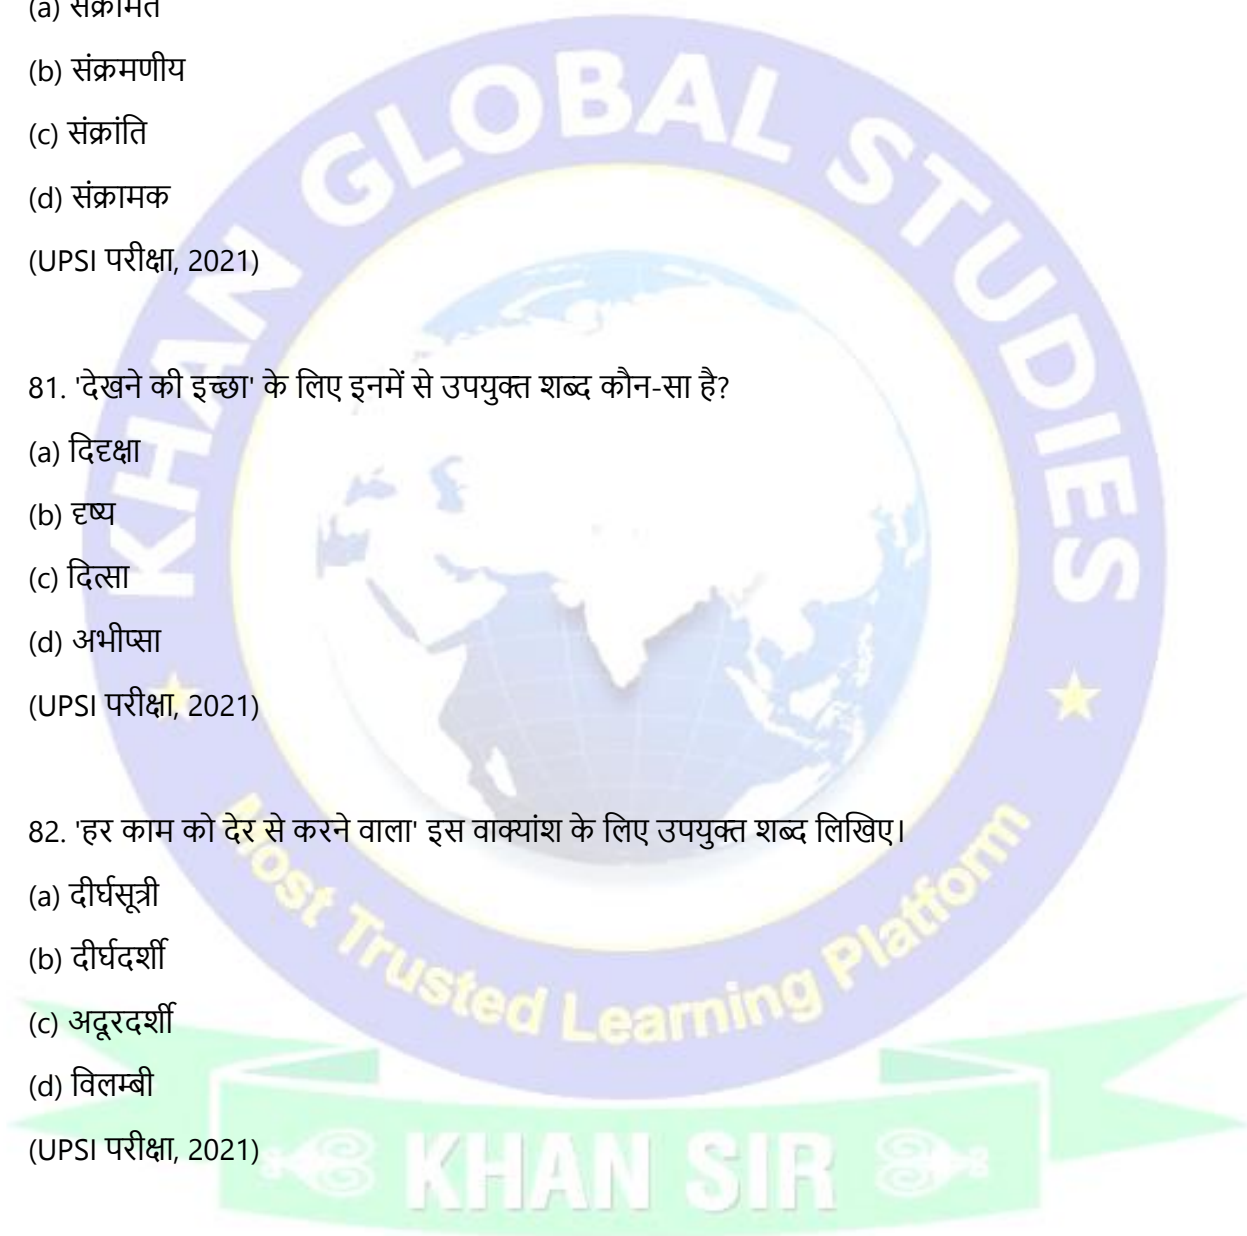 (a) संक्रमित
(b) संक्रमणीय
(c) संक्रांति
(d) संक्रामक
(UPSI परीक्षा, 2021)
81. 'देखने की इच्छा' के लिए इनमें से उपयुक्त शब्द कौन-सा है?
(a) दिदृक्षा
(b) दृष्य
(c) दित्सा
(d) अभीप्सा
(UPSI परीक्षा, 2021)
82. 'हर काम को देर से करने वाला' इस वाक्यांश के लिए उपयुक्त शब्द लिखिए।
(a) दीर्घसूत्री
(b) दीर्घदर्शी
(c) अदूरदर्शी
(d) विलम्बी
(UPSI परीक्षा, 2021)
KHAN GLOBAL STUDIES
Most Trusted Learning Platform
KHAN SIR